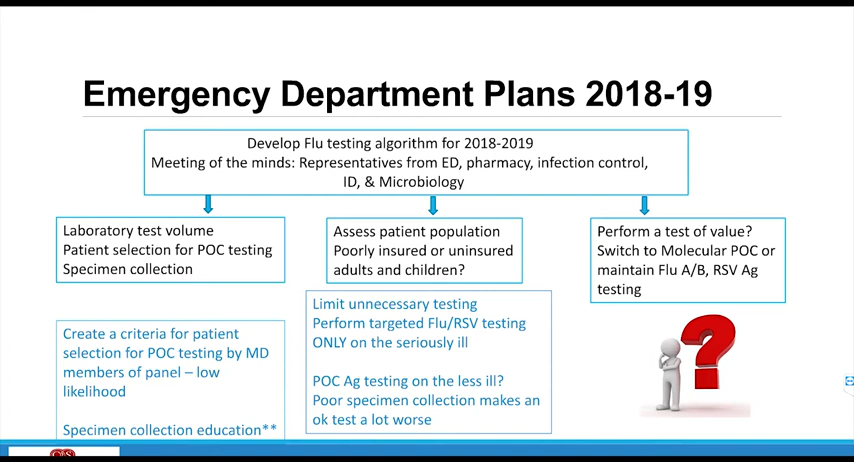 Emergency Department Plans 2018-19
Develop Flu testing algorithm for 2018-2019
Meeting of the minds: Representatives from ED, pharmacy, infection control,
ID, & Microbiology
Laboratory test volume
Patient selection for POC testing
Specimen collection
Assess patient population
Poorly insured or uninsured
adults and children?
Perform a test of value?
Switch to Molecular POC or
maintain Flu A/B, RSV Ag
testing
Create a criteria for patient
selection for POC testing by MD
members of panel – low
likelihood
Specimen collection education**
Limit unnecessary testing
Perform targeted Flu/RSV testing
ONLY on the seriously ill
POC Ag testing on the less ill?
Poor specimen collection makes an
ok test a lot worse
?